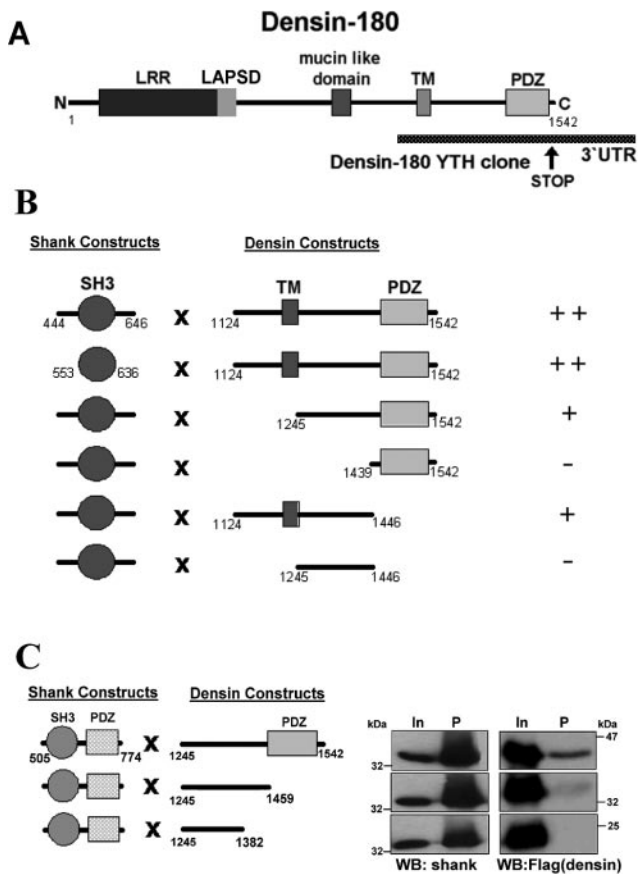 A
Densin-180
LRR
LAPSD
mucin like
domain
TM
PDZ
N
C
1
1542
Densin-180 YTH clone
3`UTR
STOP
B
Shank Constructs
Densin Constructs
SH3
TM
PDZ
444
646
X
1124
1542
+ +
553
636
X
1124
1542
+ +
X
1245
1542
+
X
1439
1542
-
X
1124
1446
+
X
1245
1446
-
C
Shank Constructs
Densin Constructs
SH3
PDZ
PDZ
505
774
X
1245
1542
X
1245
1459
X
1245
1382
kDa
In
P
In
P
kDa
32
47
32
32
32
25
WB: shank
WB:Flag(densin)